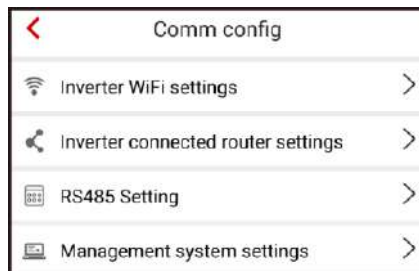 Comm config
Inverter WiFi settings
Inverter connected router settings
RS485 Setting
Management system settings